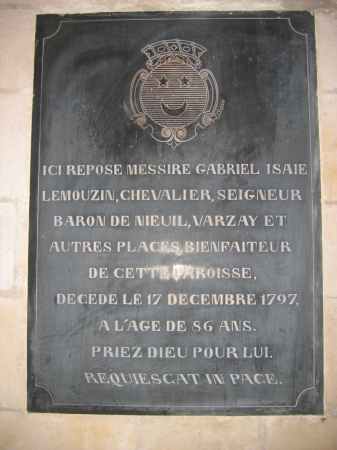 ICI REPOSE MESSIRE GABRIEL ISAIE
LEMOUZIN, CHEVALIER, SEIGNEUR
BARON DE NIEUIL, VARZAY ET
AUTRES PLACES, BIENFAITEUR
DE CETTE PAROISSE,
DECEDE LE 17 DECEMBRE 1797,
A L'AGE DE 86 ANS.
PRIEZ DIEU POUR LUI.
REQUIESCAT IN PACE.